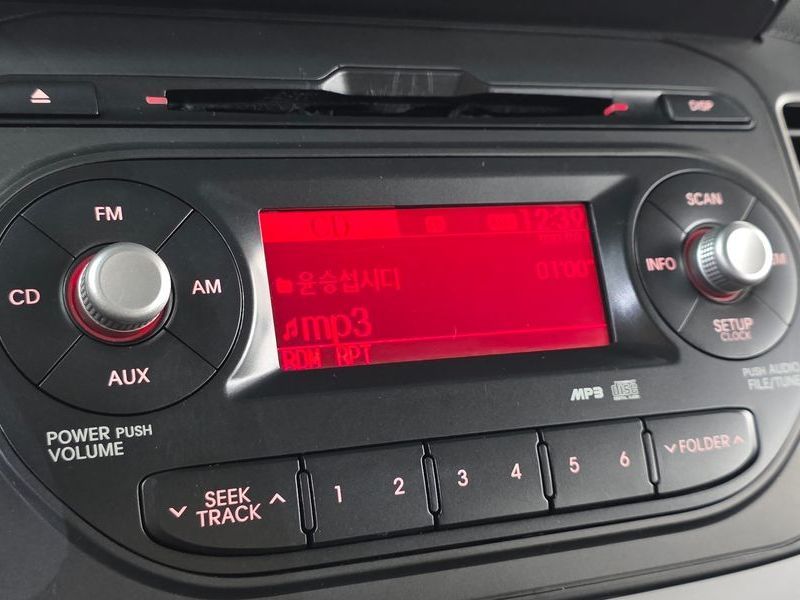 DISP
FM
CD
AM
AUX
POWER PUSH
VOLUME
CD
12:39
윤승섭시디
01'00"
mp3
RDM RPT
SCAN
INFO
SETUP
CLOCK
MP3
PUSH AUDIO
FILE/TUNE
SEEK
TRACK
1 2
3 4
5 6
FOLDER